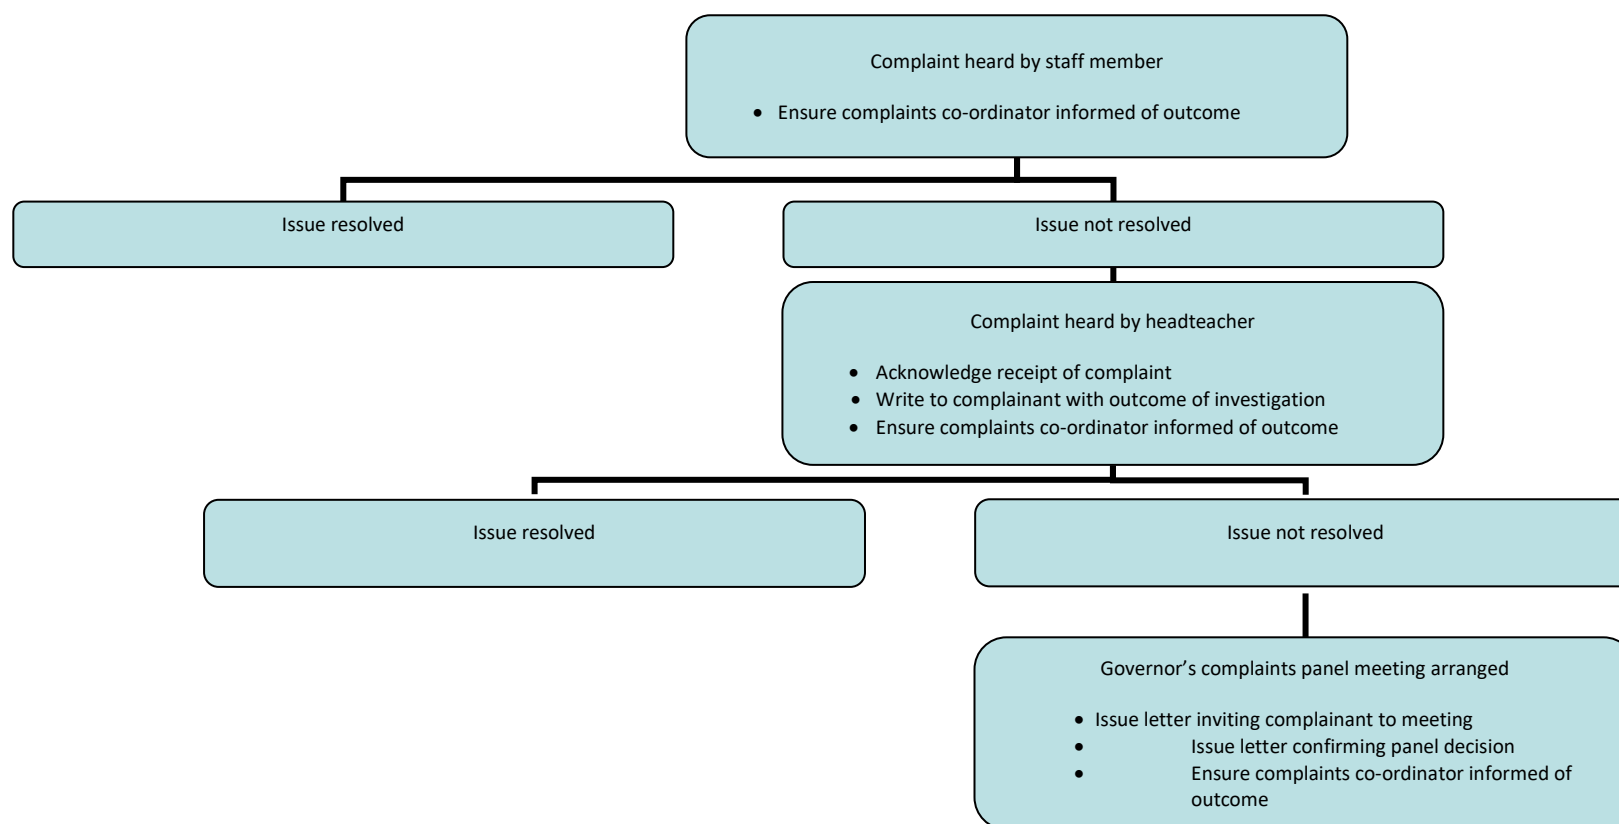 Complaint heard by staff member
• Ensure complaints co-ordinator informed of outcome
Issue resolved
Issue not resolved
Complaint heard by headteacher
• Acknowledge receipt of complaint
• Write to complainant with outcome of investigation
• Ensure complaints co-ordinator informed of outcome
Issue resolved
Issue not resolved
Governor’s complaints panel meeting arranged
• Issue letter inviting complainant to meeting
• Issue letter confirming panel decision
• Ensure complaints co-ordinator informed of
outcome